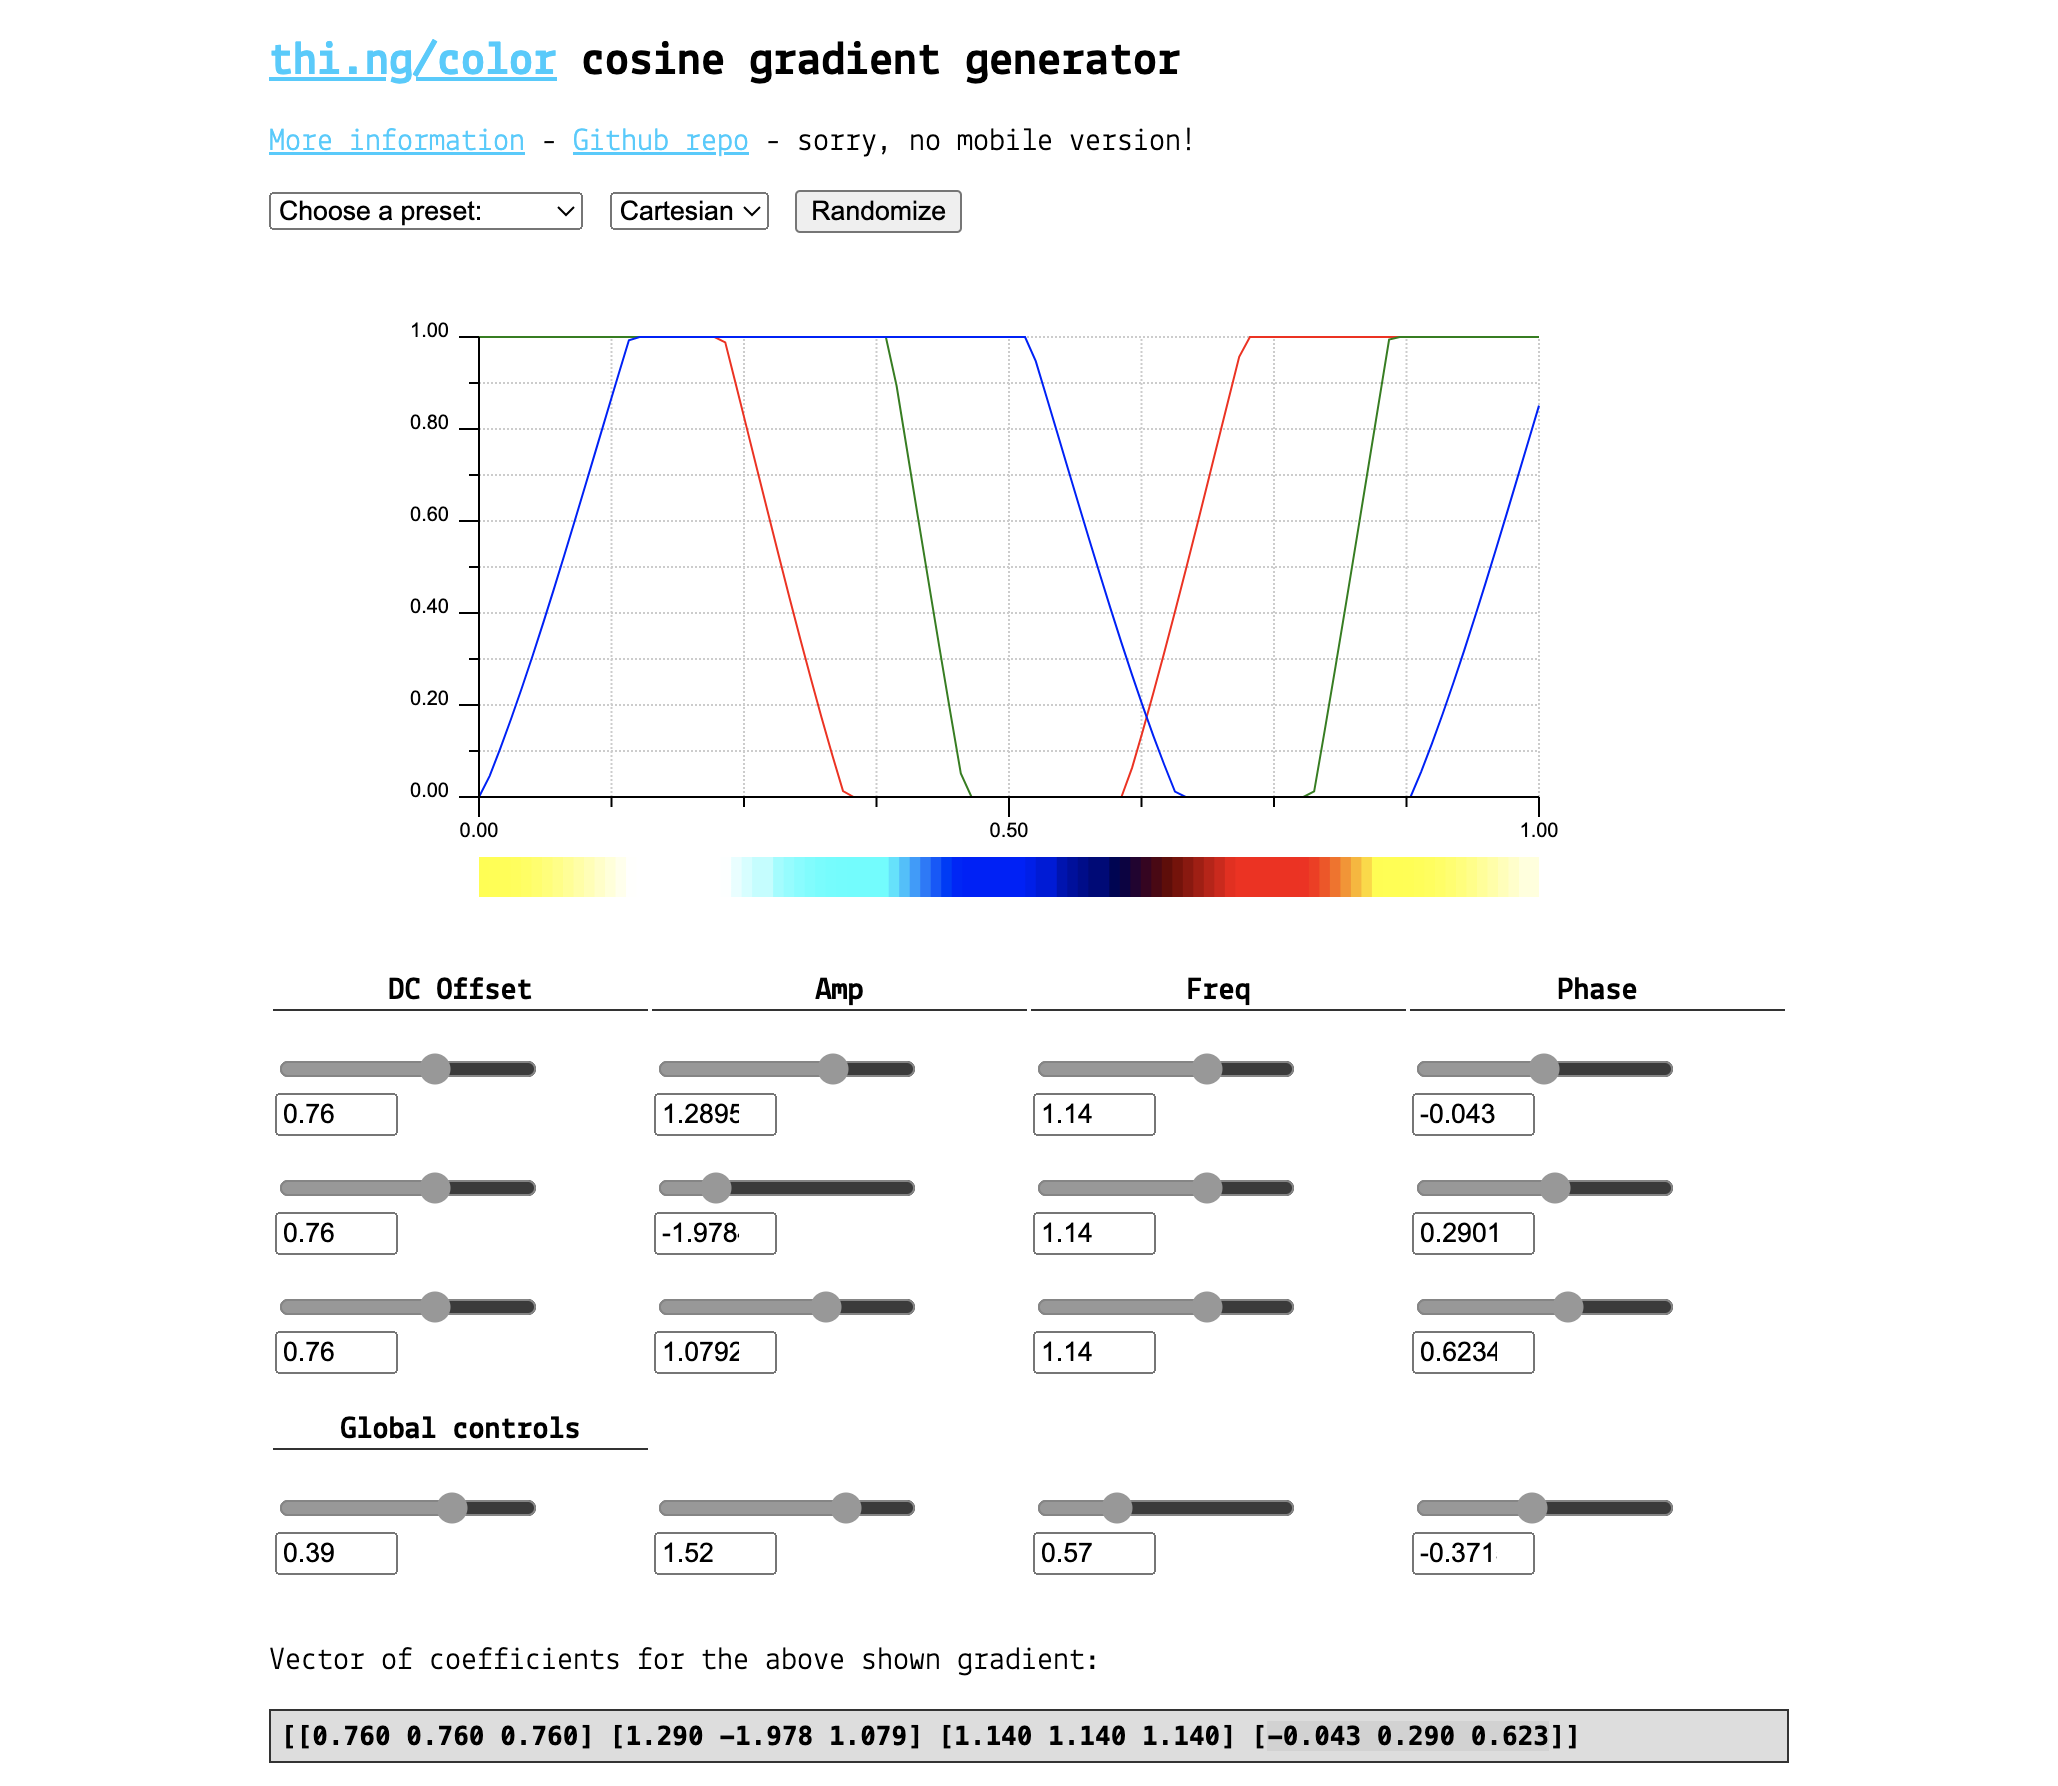 thi.ng/color cosine gradient generator
More information - Github repo - sorry, no mobile version!
Choose a preset: Cartesian Randomize
1.00
0.80
0.60
0.40
0.20
0.00
0.00 0.50 1.00
DC Offset Amp Freq Phase
0.76 1.2895 1.14 -0.043
0.76 -1.978 1.14 0.2901
0.76 1.0792 1.14 0.6234
Global controls
0.39 1.52 0.57 -0.371
Vector of coefficients for the above shown gradient:
[[0.760 0.760 0.760] [1.290 −1.978 1.079] [1.140 1.140 1.140] [−0.043 0.290 0.623]]